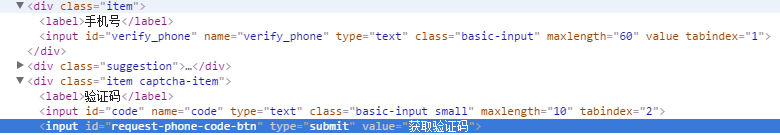 <div class="item">
<label>手机号</label>
<input id="verify_phone" name="verify_phone" type="text" class="basic-input" maxlength="60" value tabindex="1">
</div>
<div class="suggestion">…</div>
<div class="item captcha-item">
<label>验证码</label>
<input id="code" name="code" type="text" class="basic-input small" maxlength="10" tabindex="2">
<input id="request-phone-code-btn" type="submit" value="获取验证码">